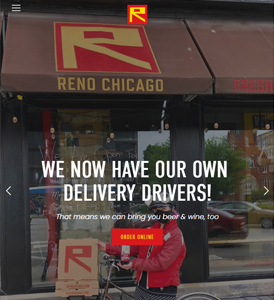 R
RENO CHICAGO
WE NOW HAVE OUR OWN
DELIVERY DRIVERS!
That means we can bring you beer & wine, too
ORDER ONLINE
R